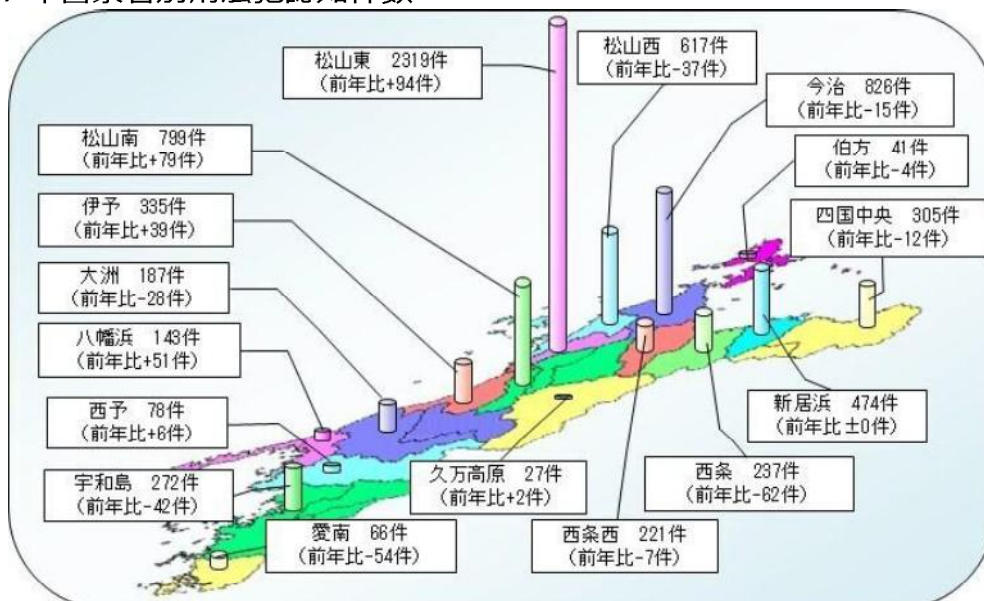 松山東 2319件
(前年比+94件)
松山西 617件
(前年比-37件)
今治 826件
(前年比-15件)
松山南 799件
(前年比+79件)
伯方 41件
(前年比-4件)
伊予 335件
(前年比+39件)
四国中央 305件
(前年比-12件)
大洲 187件
(前年比-28件)
八幡浜 143件
(前年比+51件)
西予 78件
(前年比+6件)
新居浜 474件
(前年比±0件)
宇和島 272件
(前年比-42件)
久万高原 27件
(前年比+2件)
西条 237件
(前年比-62件)
愛南 66件
(前年比-54件)
西条西 221件
(前年比-7件)